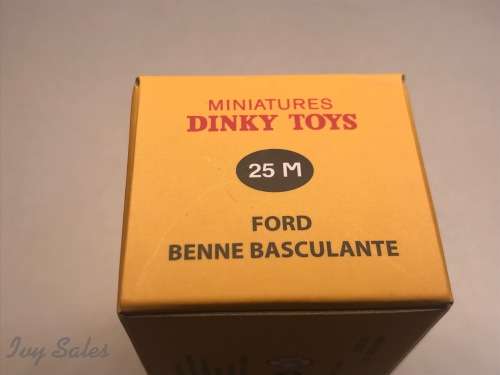 MINIATURES
DINKY TOYS
25 M
FORD
BENNE BASCULANTE
Ivy Sales